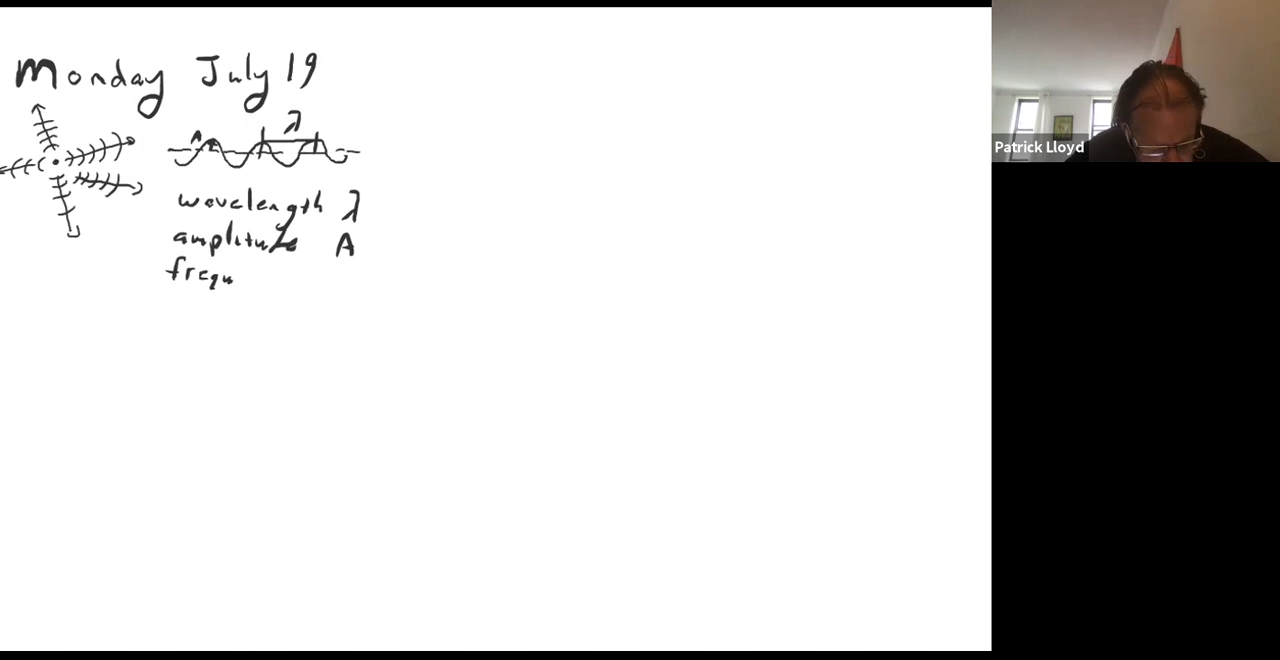 Monday July 19
λ
A
wavelength λ
amplitude A
frequ
Patrick Lloyd